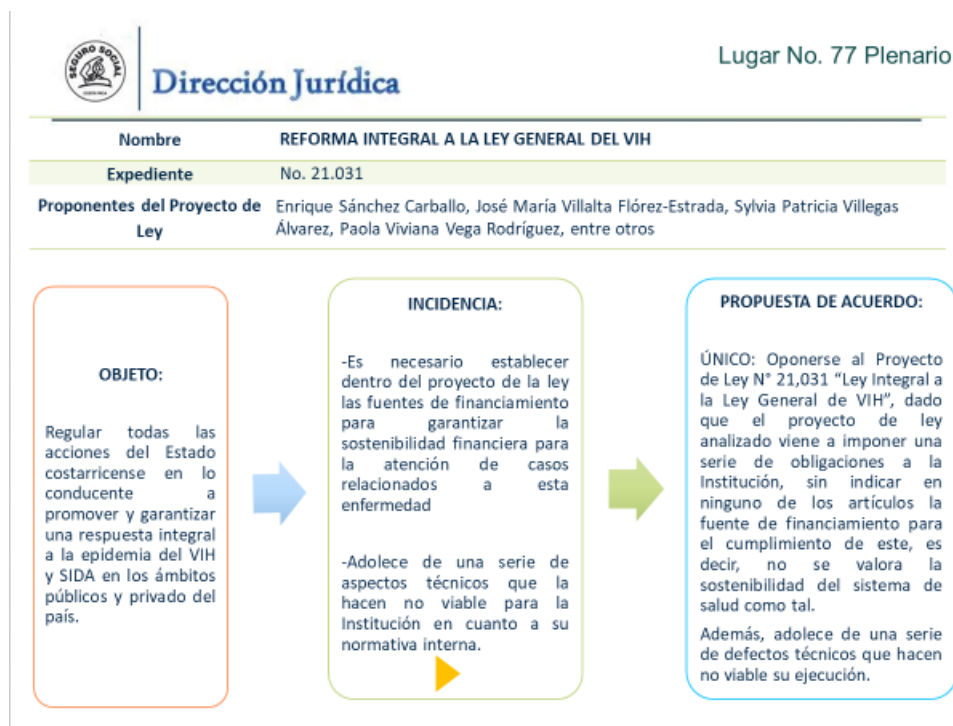 SEGURO SOCIAL
COSTA RICA
Dirección Jurídica
Lugar No. 77 Plenario
Nombre REFORMA INTEGRAL A LA LEY GENERAL DEL VIH
Expediente No. 21.031
Proponentes del Proyecto de Ley
Enrique Sánchez Carballo, José María Villalta Flórez-Estrada, Sylvia Patricia Villegas
Álvarez, Paola Viviana Vega Rodríguez, entre otros
OBJETO:
Regular todas las
acciones del Estado
costarricense en lo
conducente a
promover y garantizar
una respuesta integral
a la epidemia del VIH
y SIDA en los ámbitos
públicos y privado del
país.
INCIDENCIA:
-Es necesario establecer
dentro del proyecto de la ley
las fuentes de financiamiento
para garantizar la
sostenibilidad financiera para
la atención de casos
relacionados a esta
enfermedad
-Adolece de una serie de
aspectos técnicos que la
hacen no viable para la
Institución en cuanto a su
normativa interna.
PROPUESTA DE ACUERDO:
ÚNICO: Oponerse al Proyecto
de Ley N° 21,031 “Ley Integral a
la Ley General de VIH”, dado
que el proyecto de ley
analizado viene a imponer una
serie de obligaciones a la
Institución, sin indicar en
ninguno de los artículos la
fuente de financiamiento para
el cumplimiento de este, es
decir, no se valora la
sostenibilidad del sistema de
salud como tal.
Además, adolece de una serie
de defectos técnicos que hacen
no viable su ejecución.